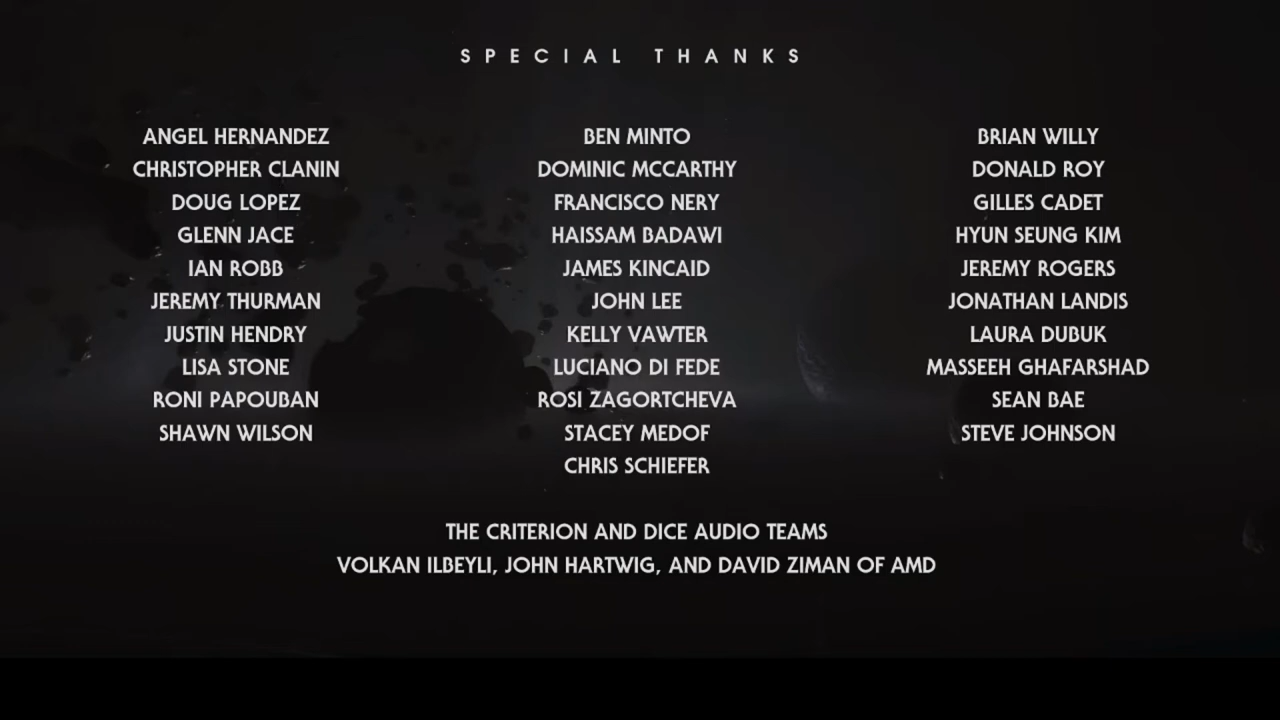 SPECIAL THANKS
ANGEL HERNANDEZ BEN MINTO BRIAN WILLY
CHRISTOPHER CLANIN DOMINIC MCCARTHY DONALD ROY
DOUG LOPEZ FRANCISCO NERY GILLES CADET
GLENN JACE HAISSAM BADAWI HYUN SEUNG KIM
IAN ROBB JAMES KINCAID JEREMY ROGERS
JEREMY THURMAN JOHN LEE JONATHAN LANDIS
JUSTIN HENDRY KELLY VAWTER LAURA DUBUK
LISA STONE LUCIANO DI FEDE MASSEEH GHAFARSHAD
RONI PAPOUBAN ROSI ZAGORTCHEVA SEAN BAE
SHAWN WILSON STACEY MEDOF STEVE JOHNSON
CHRIS SCHIEFER
THE CRITERION AND DICE AUDIO TEAMS
VOLKAN ILBEYLI, JOHN HARTWIG, AND DAVID ZIMAN OF AMD